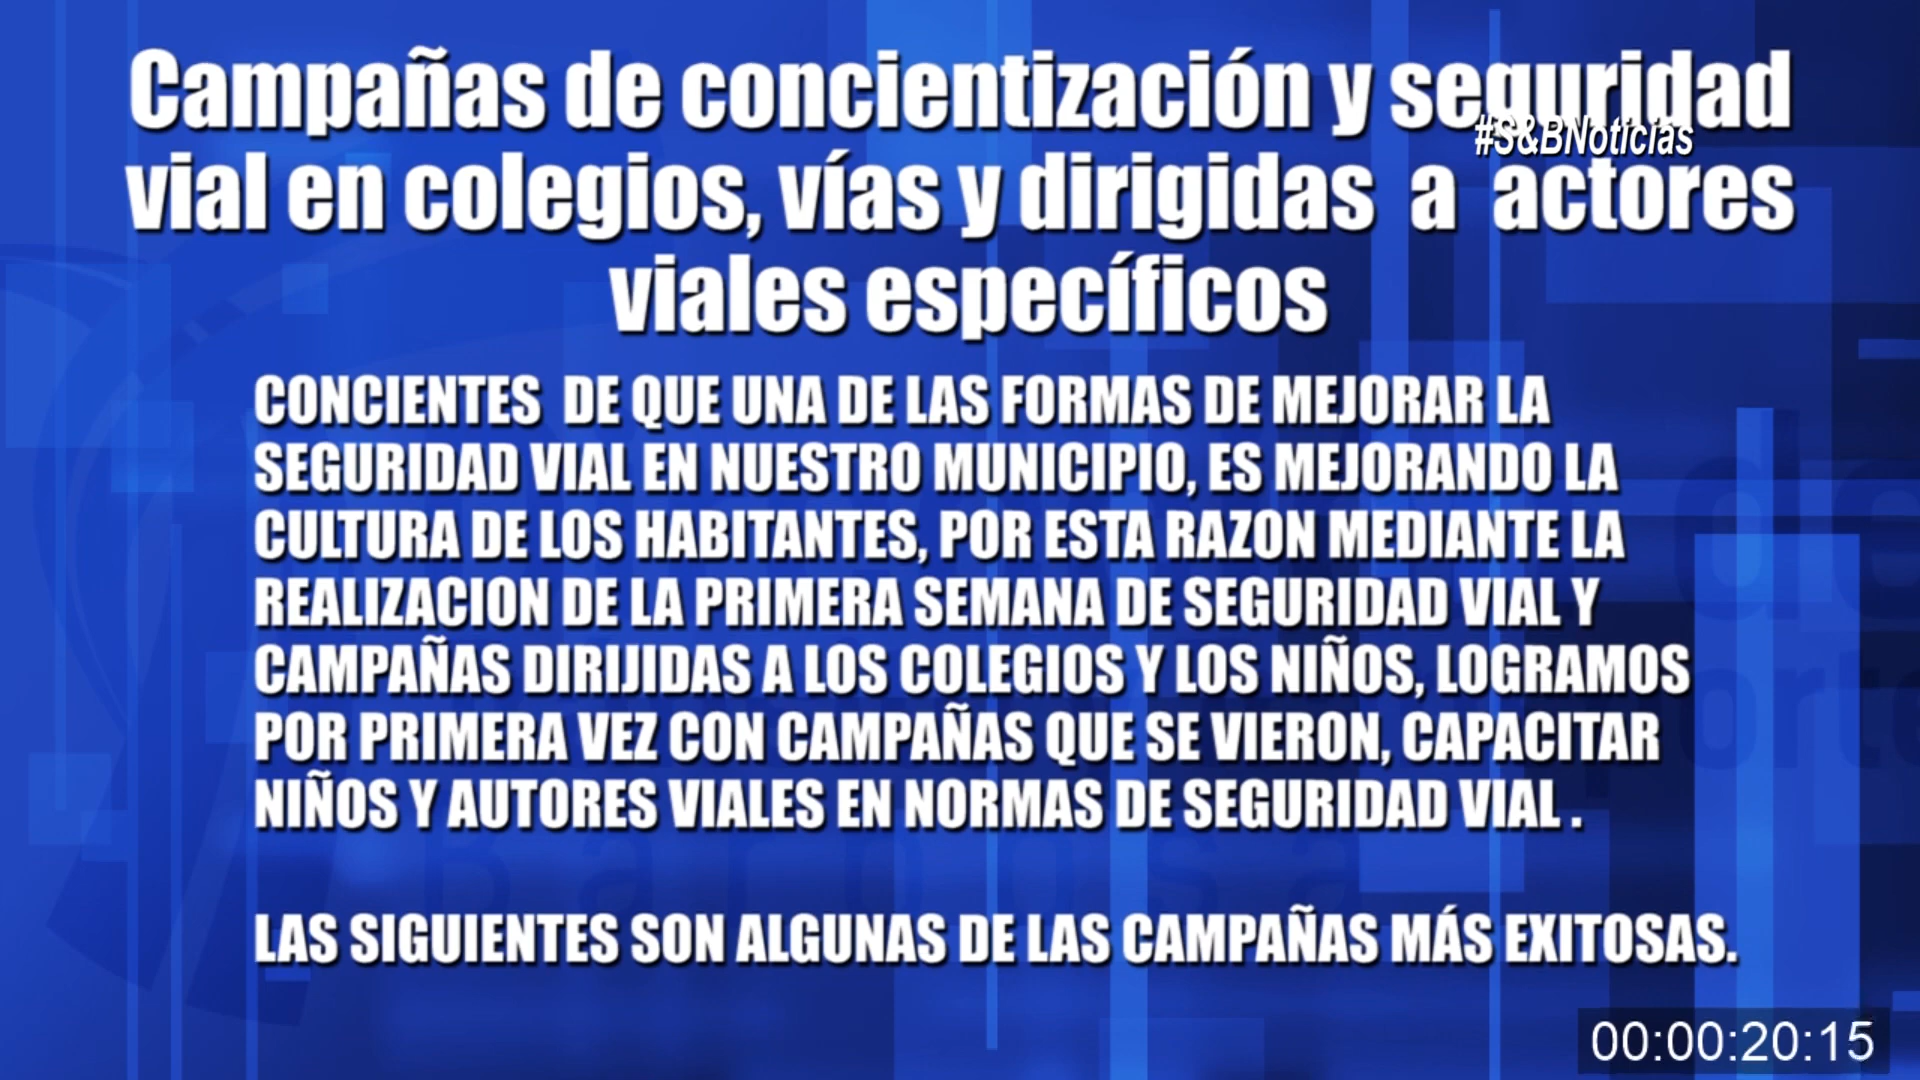 Campañas de concientización y seguridad
#S&BNoticias
vial en colegios, vías y dirigidas a actores
viales específicos
CONCIENTES DE QUE UNA DE LAS FORMAS DE MEJORAR LA
SEGURIDAD VIAL EN NUESTRO MUNICIPIO, ES MEJORANDO LA
CULTURA DE LOS HABITANTES, POR ESTA RAZON MEDIANTE LA
REALIZACION DE LA PRIMERA SEMANA DE SEGURIDAD VIAL Y
CAMPAÑAS DIRIJIDAS A LOS COLEGIOS Y LOS NIÑOS, LOGRAMOS
POR PRIMERA VEZ CON CAMPAÑAS QUE SE VIERON, CAPACITAR
NIÑOS Y AUTORES VIALES EN NORMAS DE SEGURIDAD VIAL .
LAS SIGUIENTES SON ALGUNAS DE LAS CAMPAÑAS MÁS EXITOSAS.
00:00:20:15